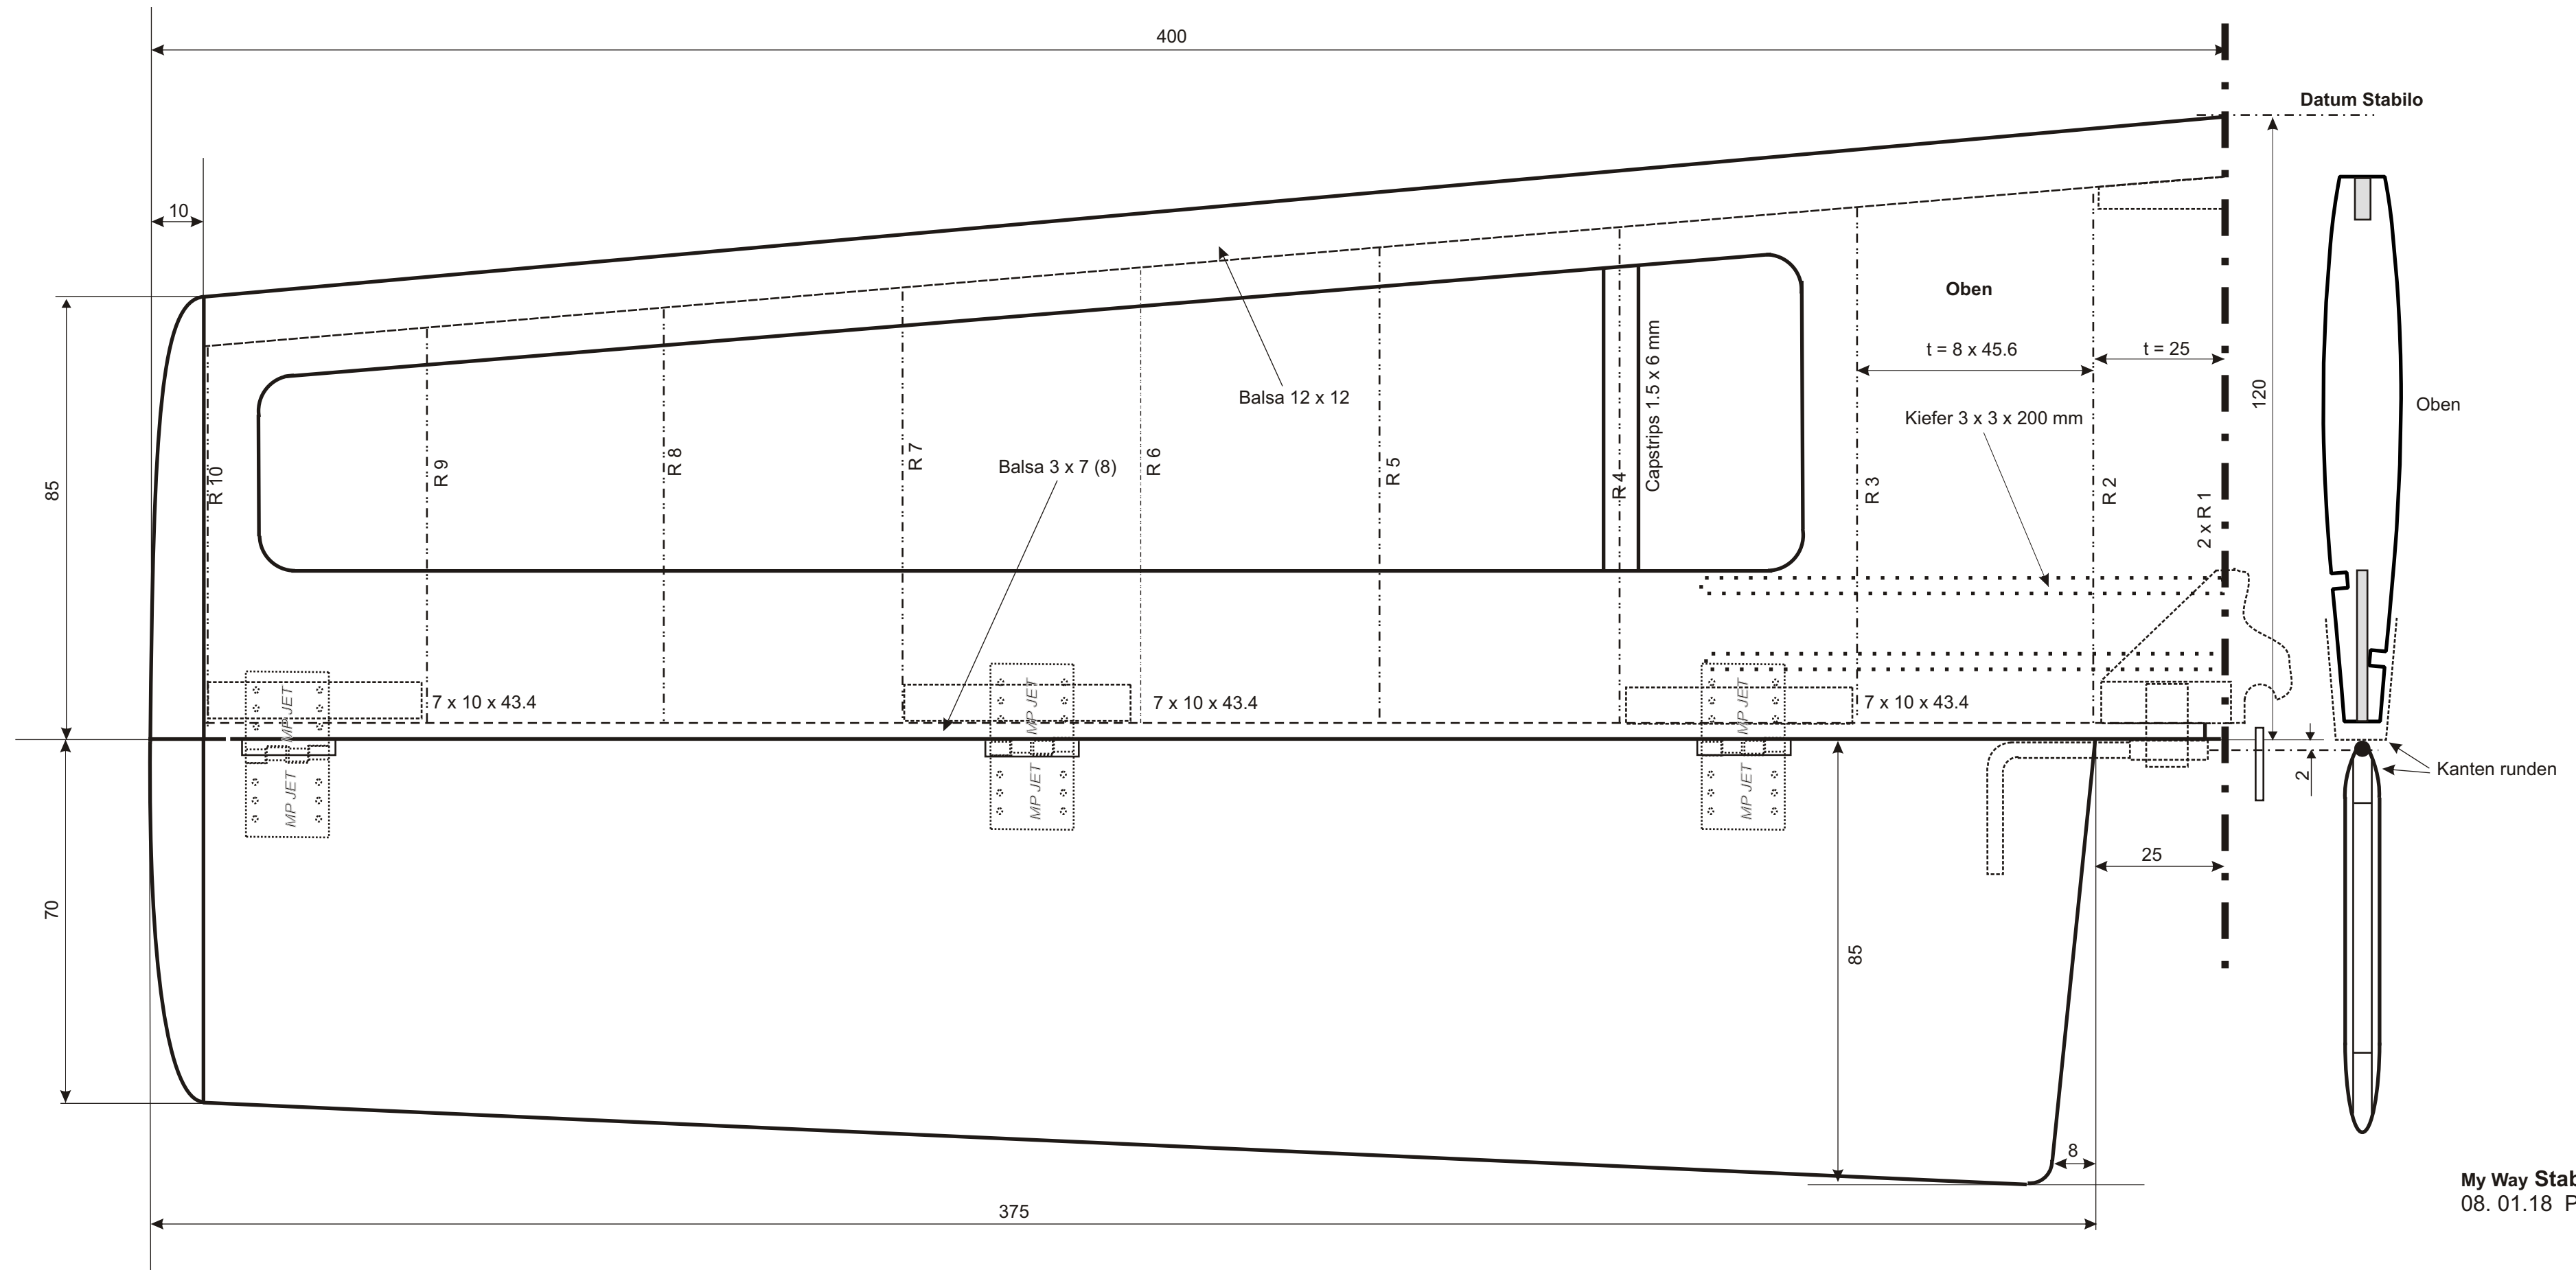 400
Datum Stabilo
10
Oben
t = 8 x 45.6
t = 25
120
Balsa 12 x 12
Capstrips 1.5 x 6 mm
Oben
Kiefer 3 x 3 x 200 mm
85
R 10
R 9
R 8
R 7
Balsa 3 x 7 (8)
R 6
R 5
R 4
R 3
R 2
2 x R 1
MP JET
7 x 10 x 43.4
MP JET
7 x 10 x 43.4
MP JET
7 x 10 x 43.4
MP JET
MP JET
MP JET
2
Kanten runden
25
70
85
8
375
My Way Stab
08. 01.18 P